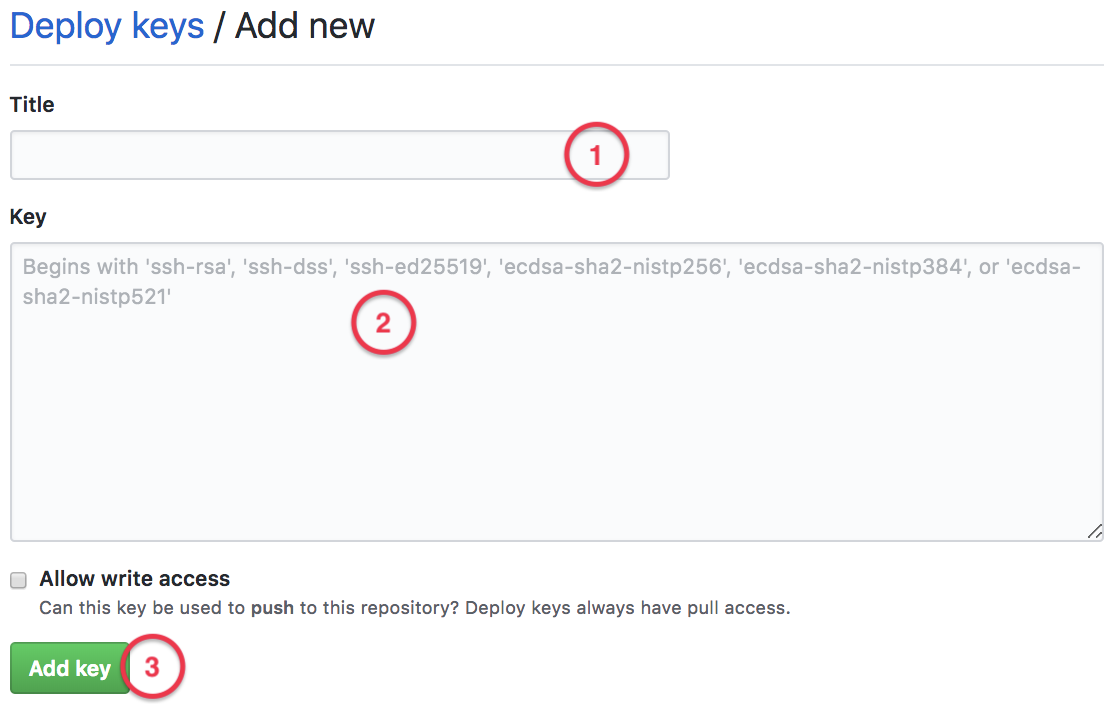 Deploy keys / Add new
Title
1
Key
Begins with 'ssh-rsa', 'ssh-dss', 'ssh-ed25519', 'ecdsa-sha2-nistp256', 'ecdsa-sha2-nistp384', or 'ecdsa-
sha2-nistp521'
2
Allow write access
Can this key be used to push to this repository? Deploy keys always have pull access.
Add key 3